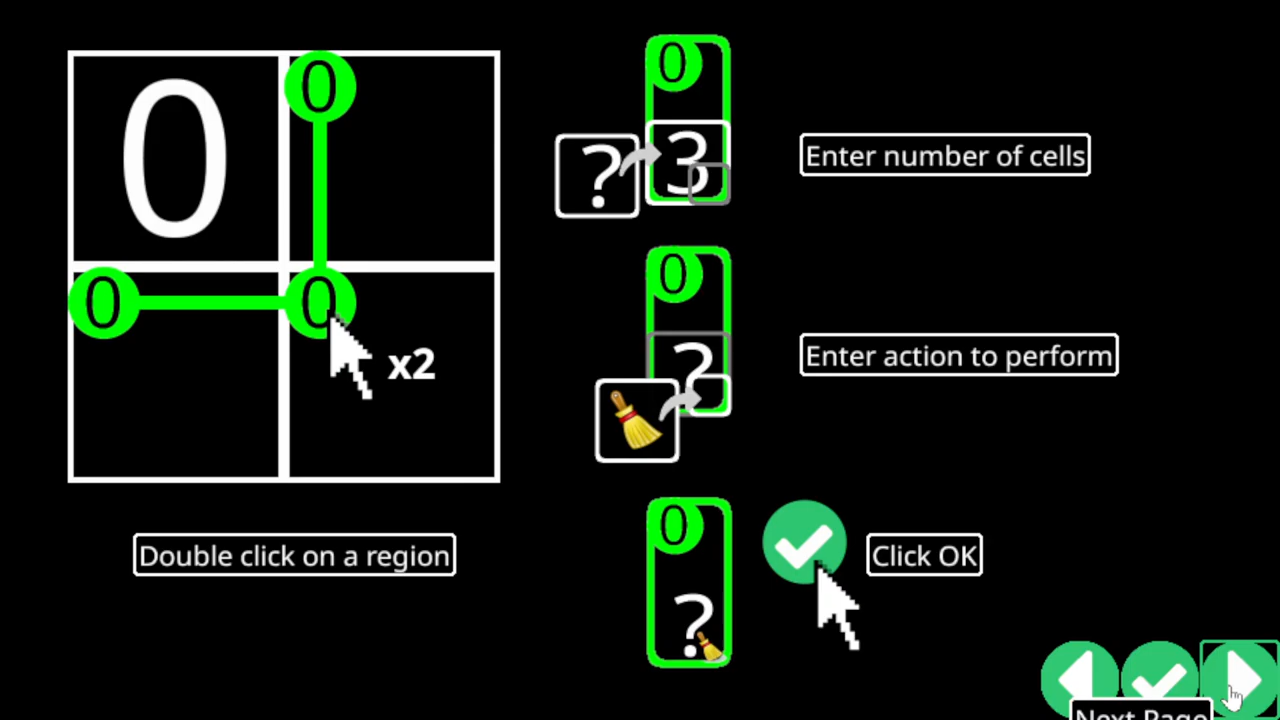 0 0
0 0
x2
Double click on a region
0
? 3
Enter number of cells
0
?
Enter action to perform
0
?
Click OK
Next Page